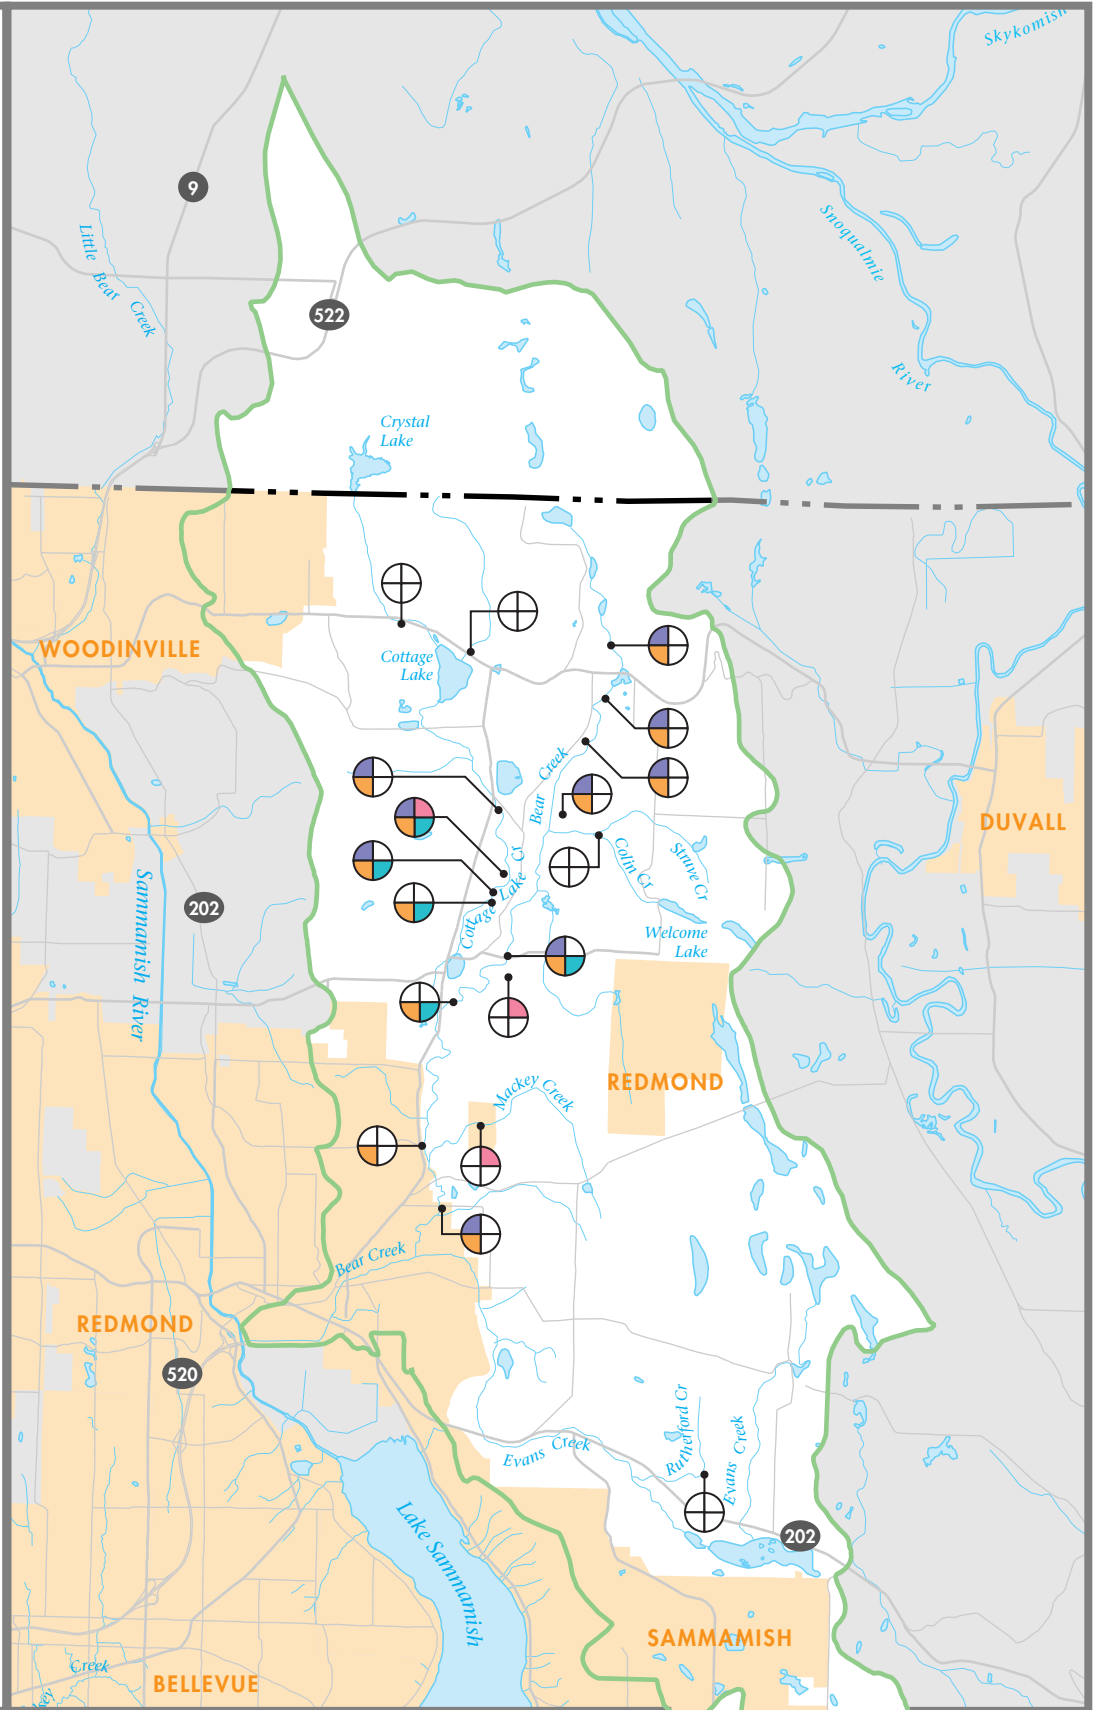 Skykomish
9
Little Bear Creek
Snoqualmie
River
522
Crystal
Lake
WOODINVILLE
Cottage
Lake
Bear Creek
DUVALL
Colin Cr
Struve Cr
Cottage Lake Cr
202
Sammamish River
Welcome
Lake
REDMOND
Mackey Creek
Bear Creek
REDMOND
520
Rutherford Cr
Evans Creek
Evans Creek
202
Lake Sammamish
SAMMAMISH
Creek
BELLEVUE